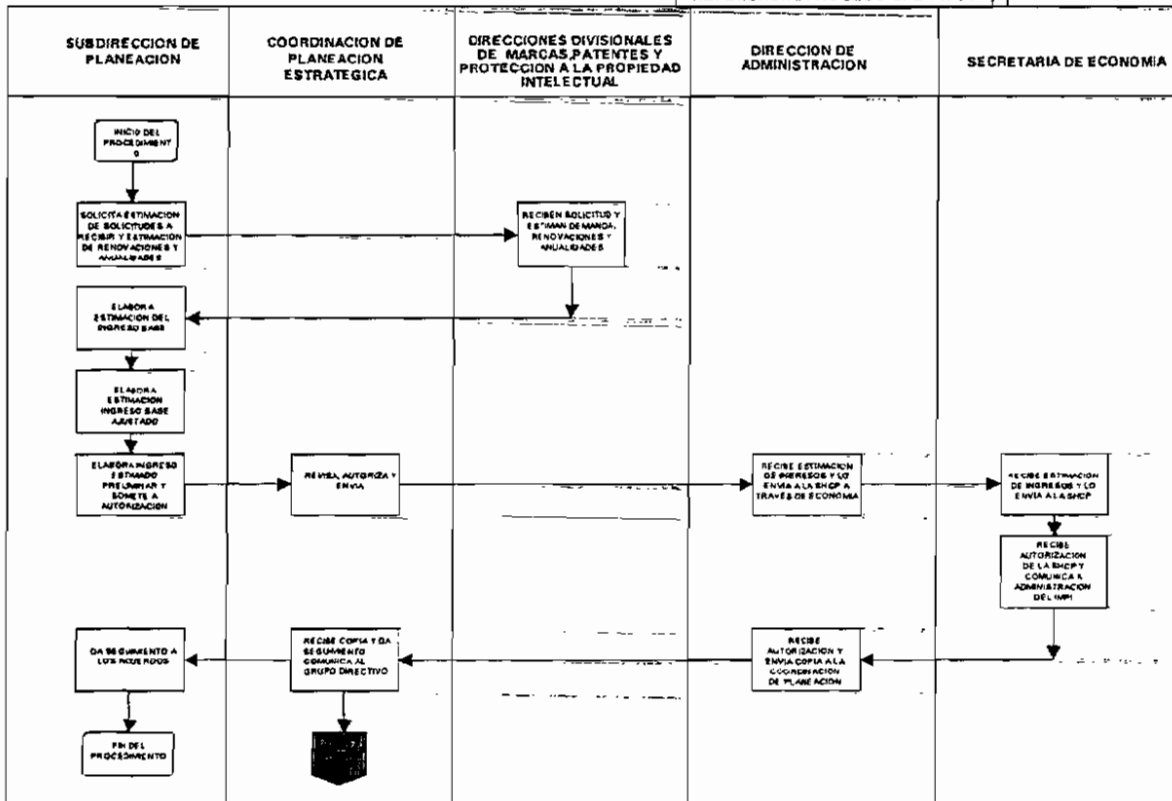 SUBDIRECCION DE
PLANEACION
COORDINACION DE
PLANEACION
ESTRATEGICA
DIRECCIONES DIVISIONALES
DE MARCAS,PATENTES Y
PROTECCION A LA PROPIEDAD
INTELECTUAL
DIRECCION DE
ADMINISTRACIÓN
SECRETARIA DE ECONOMIA
INICIO DEL
PROCEDIMIENT
O
SOLICITA ESTIMACION
DE SOLICITUDES A
RECIBIR Y ESTIMACION
DE RENOVACIONES Y
ANUALIDADES
RECIBEN SOLICITUD Y
ESTIMAN DEMANDA,
RENOVACIONES Y
ANUALIDADES
ELABORA
ESTIMACION DEL
INGRESO BASE
ELABORA
ESTIMACION
INGRESO BASE
AJUSTADO
ELABORA INGRESO
ESTIMADO
PRELIMINAR Y
SOMETE A
AUTORIZACION
REVISA, AUTORIZA Y
ENVIA
RECIBE ESTIMACION
DE INGRESOS Y LO
ENVIA A LA SHCP A
TRAVES DE ECONOMIA
RECIBE ESTIMACION
DE INGRESOS Y LO
ENVIA A LA SHCP
RECIBE
AUTORIZACION
DE LA SHCP Y
COMUNICA A
ADMINISTRACION
DEL IMPI
DA SEGUIMIENTO A
LOS ACUERDOS
RECIBE COPIA Y DA
SEGUIMIENTO
COMUNICA AL
GRUPO DIRECTIVO
RECIBE
AUTORIZACION Y
ENVIA COPIA A LA
COORDINACION
DE PLANEACION
FIN DEL
PROCEDIMIENTO